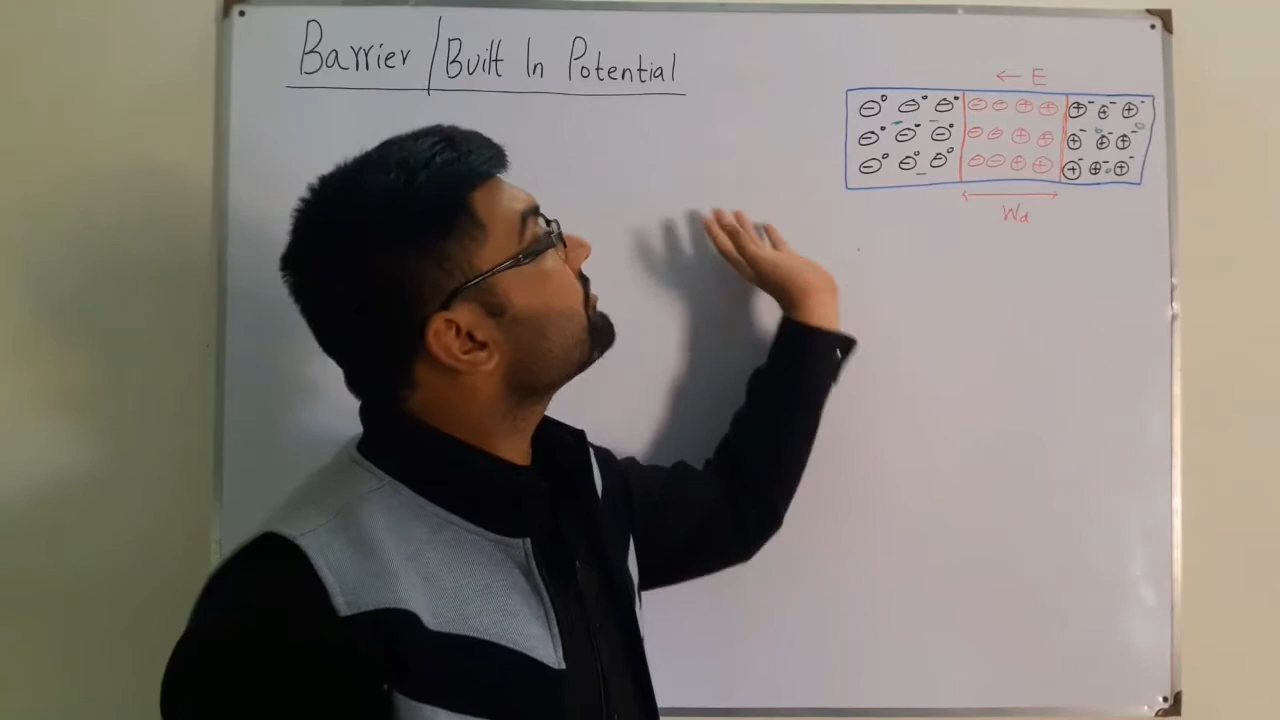 Barrier / Built In Potential
← E
Wd